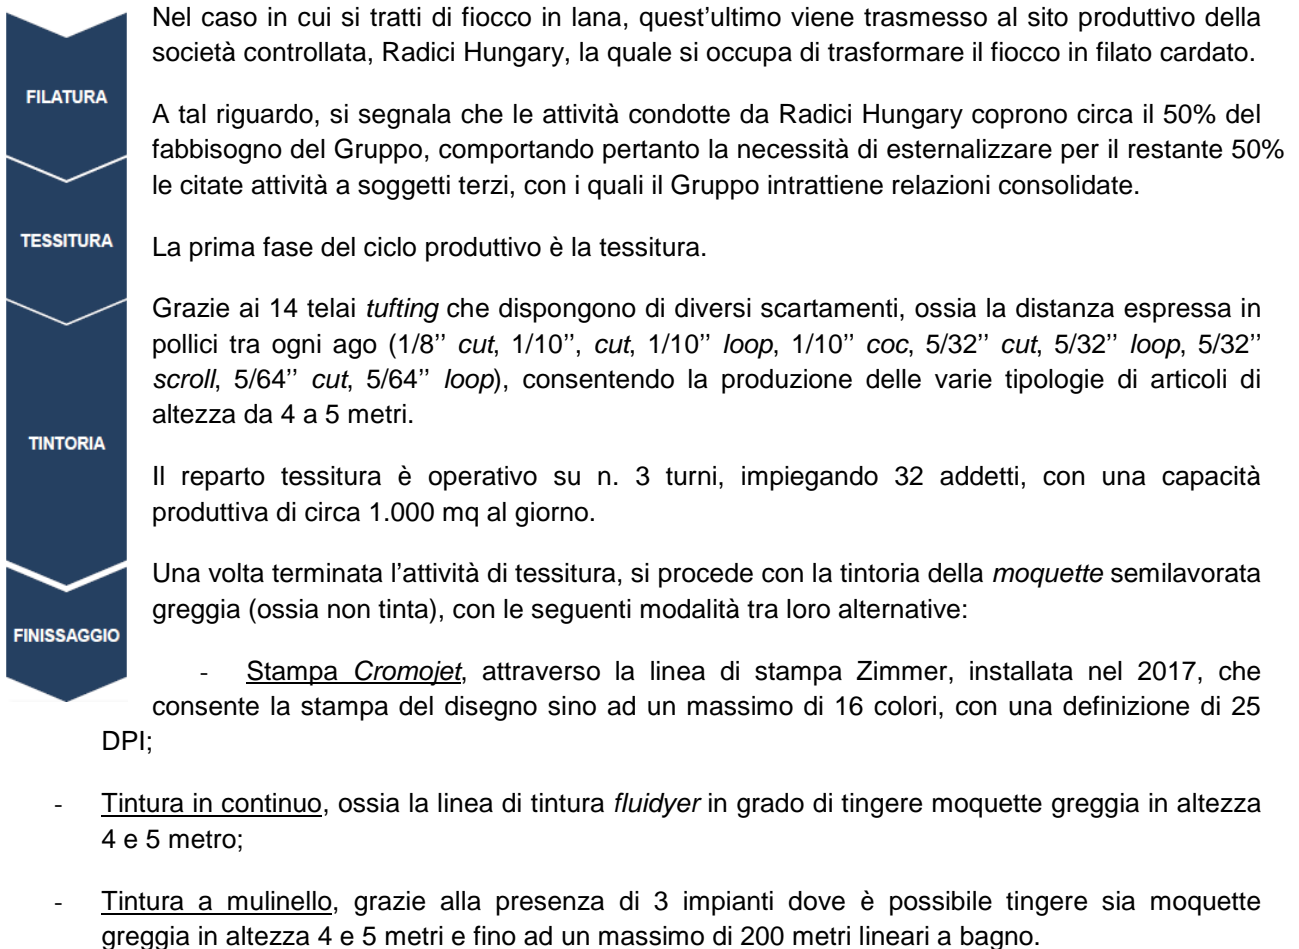 Nel caso in cui si tratti di fiocco in lana, quest’ultimo viene trasmesso al sito produttivo della
società controllata, Radici Hungary, la quale si occupa di trasformare il fiocco in filato cardato.
FILATURA
A tal riguardo, si segnala che le attività condotte da Radici Hungary coprono circa il 50% del
fabbisogno del Gruppo, comportando pertanto la necessità di esternalizzare per il restante 50%
le citate attività a soggetti terzi, con i quali il Gruppo intrattiene relazioni consolidate.
TESSITURA
La prima fase del ciclo produttivo è la tessitura.
Grazie ai 14 telai tufting che dispongono di diversi scartamenti, ossia la distanza espressa in
pollici tra ogni ago (1/8’’ cut, 1/10’’, cut, 1/10’’ loop, 1/10’’ coc, 5/32’’ cut, 5/32’’ loop, 5/32’’
scroll, 5/64’’ cut, 5/64’’ loop), consentendo la produzione delle varie tipologie di articoli di
altezza da 4 a 5 metri.
TINTORIA
Il reparto tessitura è operativo su n. 3 turni, impiegando 32 addetti, con una capacità
produttiva di circa 1.000 mq al giorno.
Una volta terminata l’attività di tessitura, si procede con la tintoria della moquette semilavorata
greggia (ossia non tinta), con le seguenti modalità tra loro alternative:
FINISSAGGIO
- Stampa Cromojet, attraverso la linea di stampa Zimmer, installata nel 2017, che
consente la stampa del disegno sino ad un massimo di 16 colori, con una definizione di 25
DPI;
- Tintura in continuo, ossia la linea di tintura fluidyer in grado di tingere moquette greggia in altezza
4 e 5 metro;
- Tintura a mulinello, grazie alla presenza di 3 impianti dove è possibile tingere sia moquette
greggia in altezza 4 e 5 metri e fino ad un massimo di 200 metri lineari a bagno.